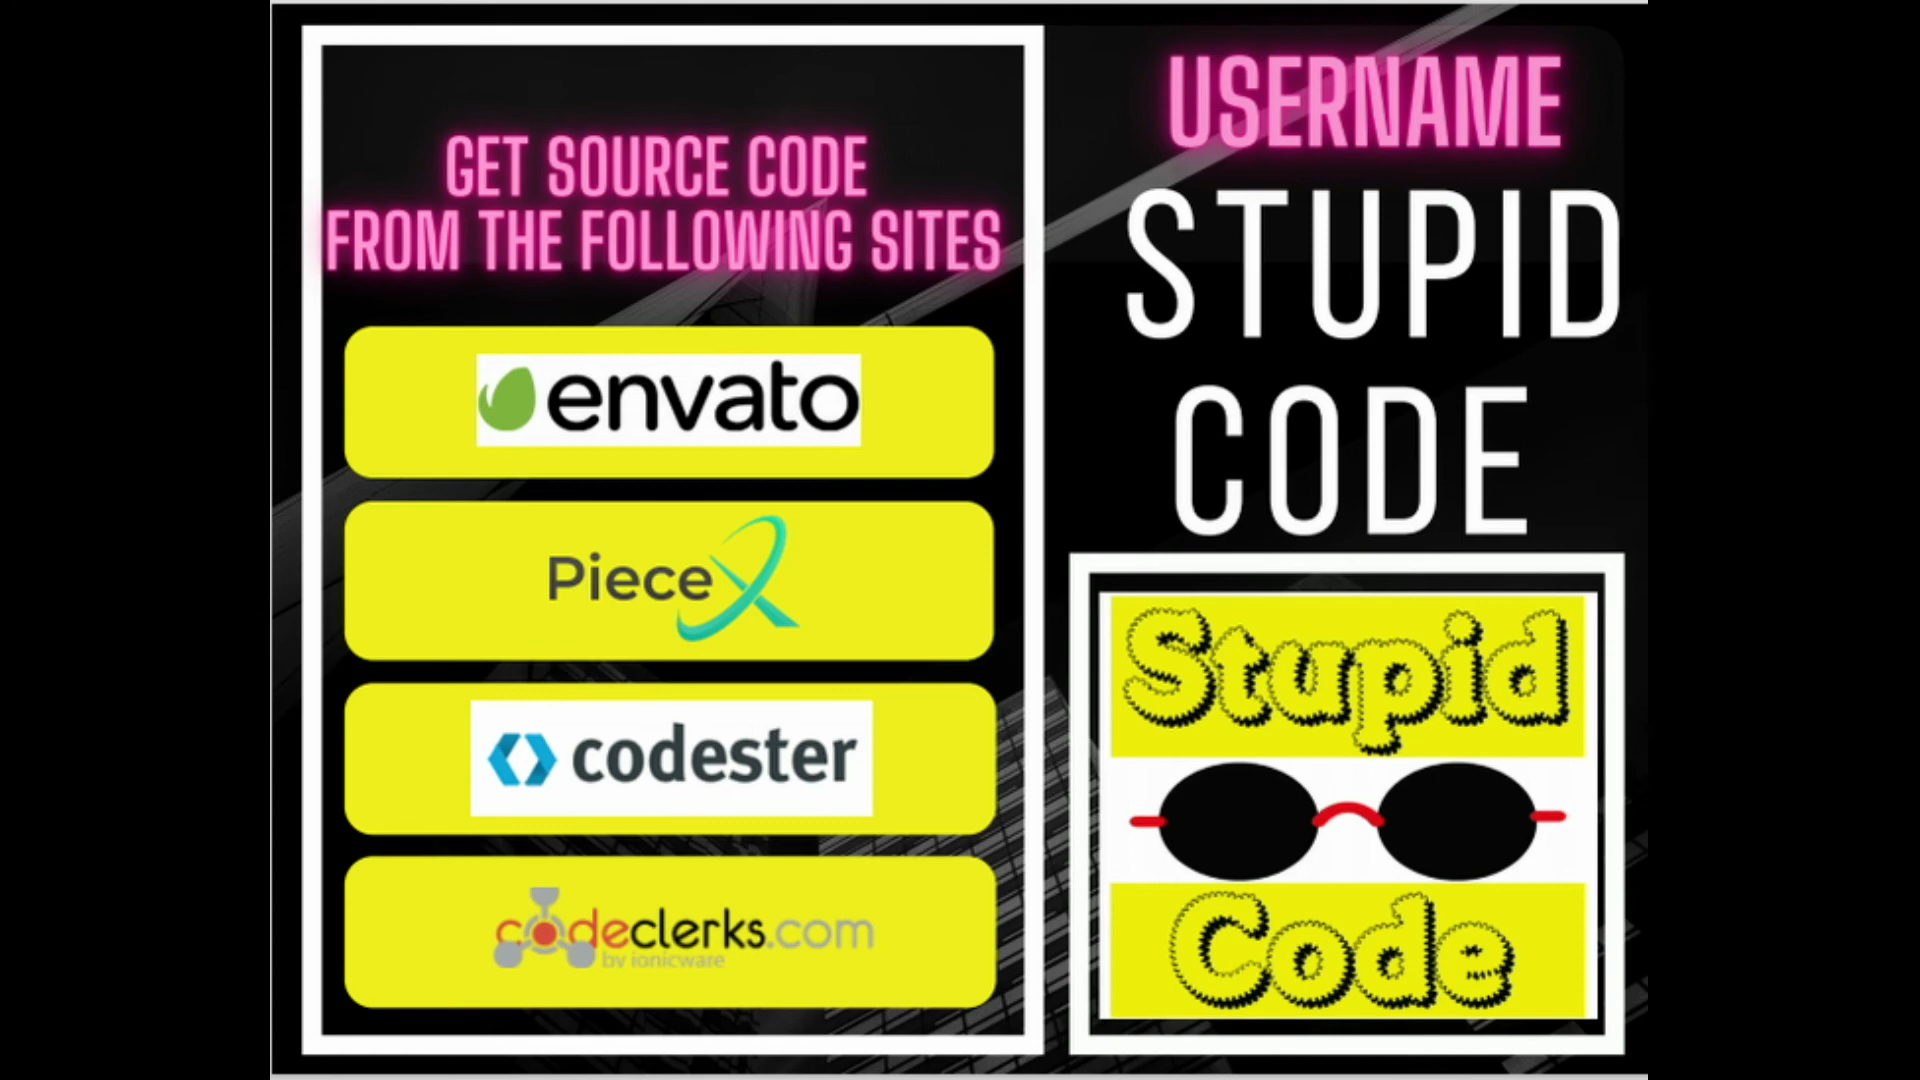 GET SOURCE CODE
FROM THE FOLLOWING SITES
envato
PieceX
codester
codeclerks.com
by ionicware
USERNAME
STUPID
CODE
Stupid
Code